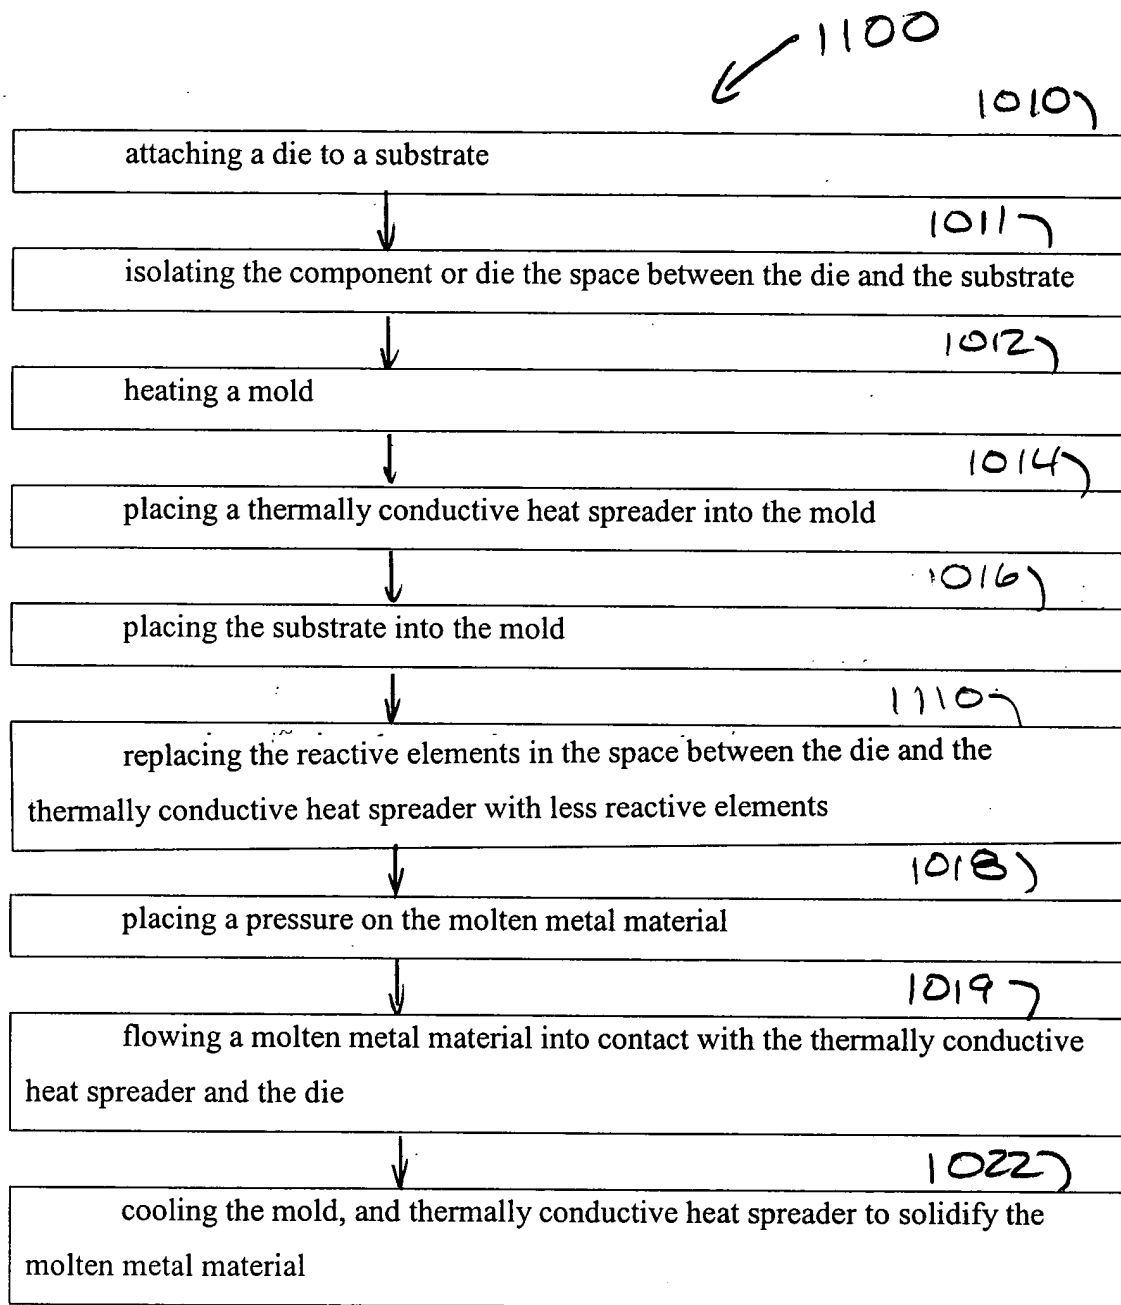 1100
1010
attaching a die to a substrate
1011
isolating the component or die the space between the die and the substrate
1012
heating a mold
1014
placing a thermally conductive heat spreader into the mold
1016
placing the substrate into the mold
1110
replacing the reactive elements in the space between the die and the
thermally conductive heat spreader with less reactive elements
1018
placing a pressure on the molten metal material
1019
flowing a molten metal material into contact with the thermally conductive
heat spreader and the die
1022
cooling the mold, and thermally conductive heat spreader to solidify the
molten metal material